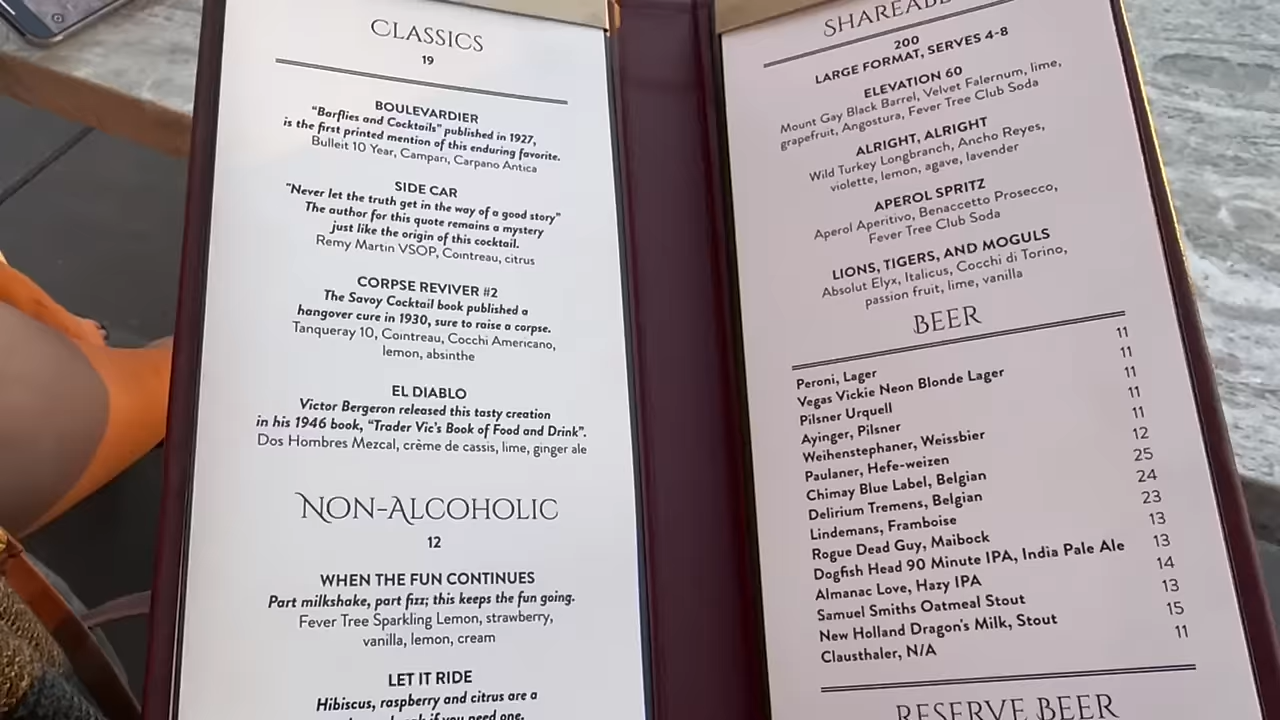 CLASSICS
19
BOULEVARDIER
"Barflies and Cocktails" published in 1927,
is the first printed mention of this enduring favorite.
Bulleit 10 Year, Campari, Carpano Antica
SIDE CAR
"Never let the truth get in the way of a good story"
The author for this quote remains a mystery
just like the origin of this cocktail.
Remy Martin VSOP, Cointreau, citrus
CORPSE REVIVER #2
The Savoy Cocktail book published a
hangover cure in 1930, sure to raise a corpse.
Tanqueray 10, Cointreau, Cocchi Americano,
lemon, absinthe
EL DIABLO
Victor Bergeron released this tasty creation
in his 1946 book, "Trader Vic's Book of Food and Drink".
Dos Hombres Mezcal, crème de cassis, lime, ginger ale
NON-ALCOHOLIC
12
WHEN THE FUN CONTINUES
Part milkshake, part fizz; this keeps the fun going.
Fever Tree Sparkling Lemon, strawberry,
vanilla, lemon, cream
LET IT RIDE
Hibiscus, raspberry and citrus are a
if you need one.
200
LARGE FORMAT, SERVES 4-8
ELEVATION 60
Mount Gay Black Barrel, Velvet Falernum, lime,
grapefruit, Angostura, Fever Tree Club Soda
ALRIGHT, ALRIGHT
Wild Turkey Longbranch, Ancho Reyes,
violette, lemon, agave, lavender
APEROL SPRITZ
Aperol Aperitivo, Benaccetto Prosecco,
Fever Tree Club Soda
LIONS, TIGERS, AND MOGULS
Absolut Elyx, Italicus, Cocchi di Torino,
passion fruit, lime, vanilla
BEER
Peroni, Lager 11
Vegas Vickie Neon Blonde Lager 11
Pilsner Urquell 11
Ayinger, Pilsner 11
Weihenstephaner, Weissbier 11
Paulaner, Hefe-weizen 12
Chimay Blue Label, Belgian 25
Delirium Tremens, Belgian 24
Lindemans, Framboise 23
Rogue Dead Guy, Maibock 13
Dogfish Head 90 Minute IPA, India Pale Ale 13
Almanac Love, Hazy IPA 14
Samuel Smiths Oatmeal Stout 13
New Holland Dragon's Milk, Stout 15
Clausthaler, N/A 11
RESERVE BEER